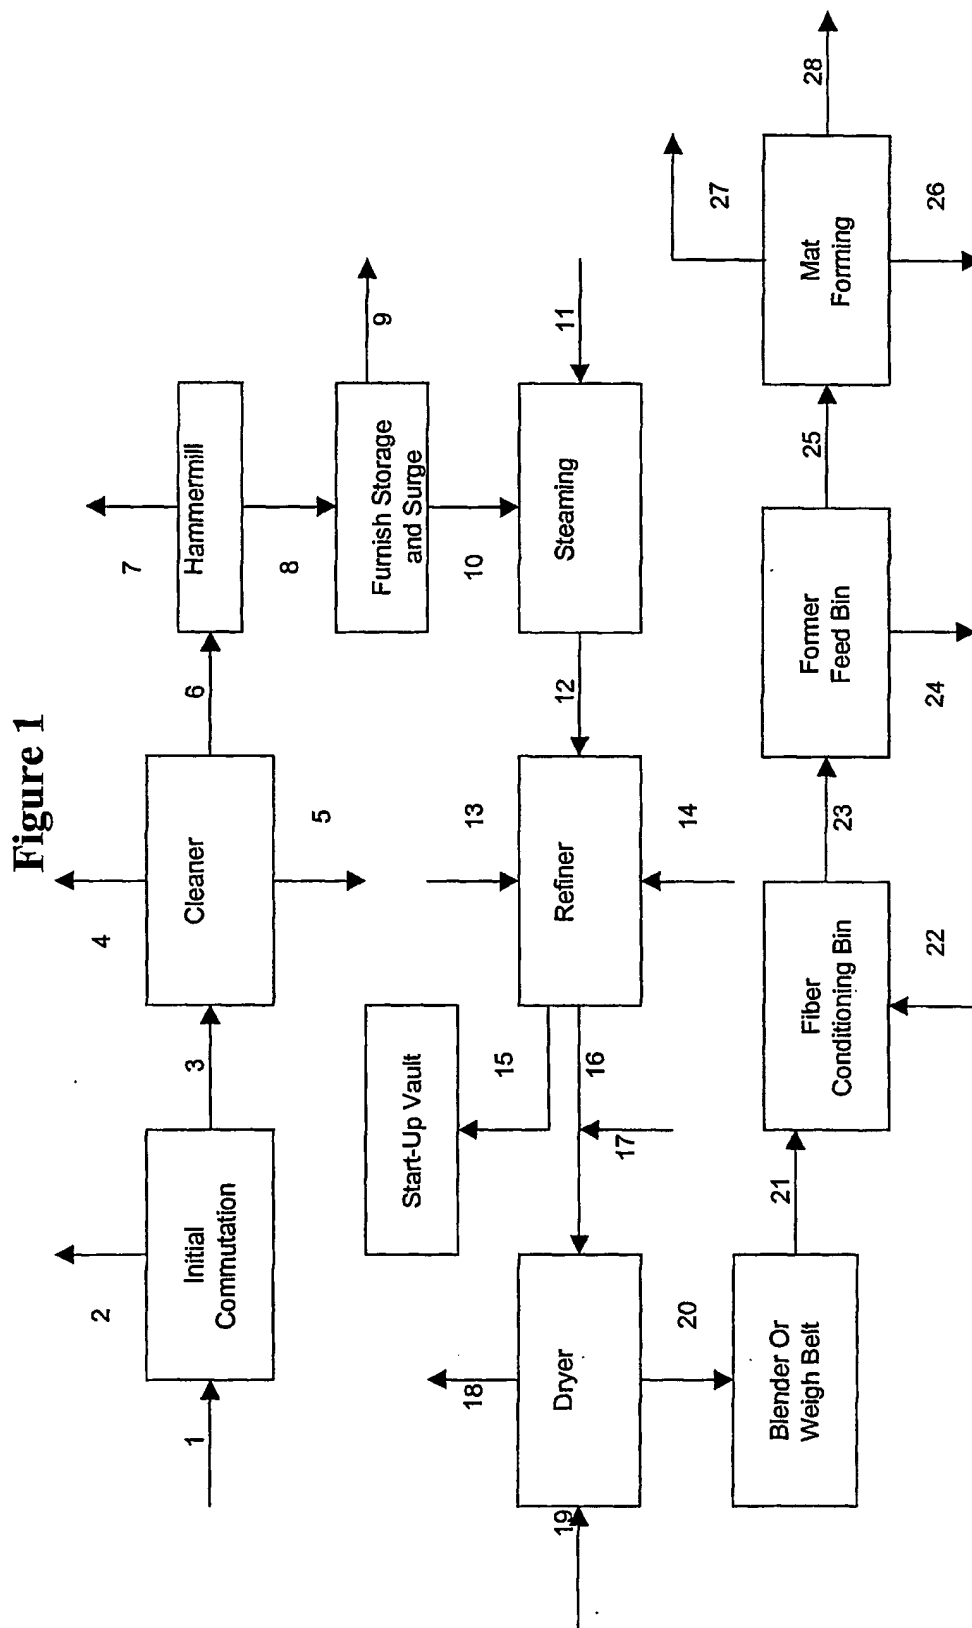 Figure 1
1
Initial
Commutation
2
3
Cleaner
4
5
6
Hammermill
7
8
Furnish Storage
and Surge
9
10
Steaming
11
12
Refiner
13
14
15
Start-Up Vault
16
17
Dryer
18
19
20
Blender Or
Weigh Belt
21
Fiber
Conditioning Bin
22
23
Former
Feed Bin
24
25
Mat
Forming
26
27
28